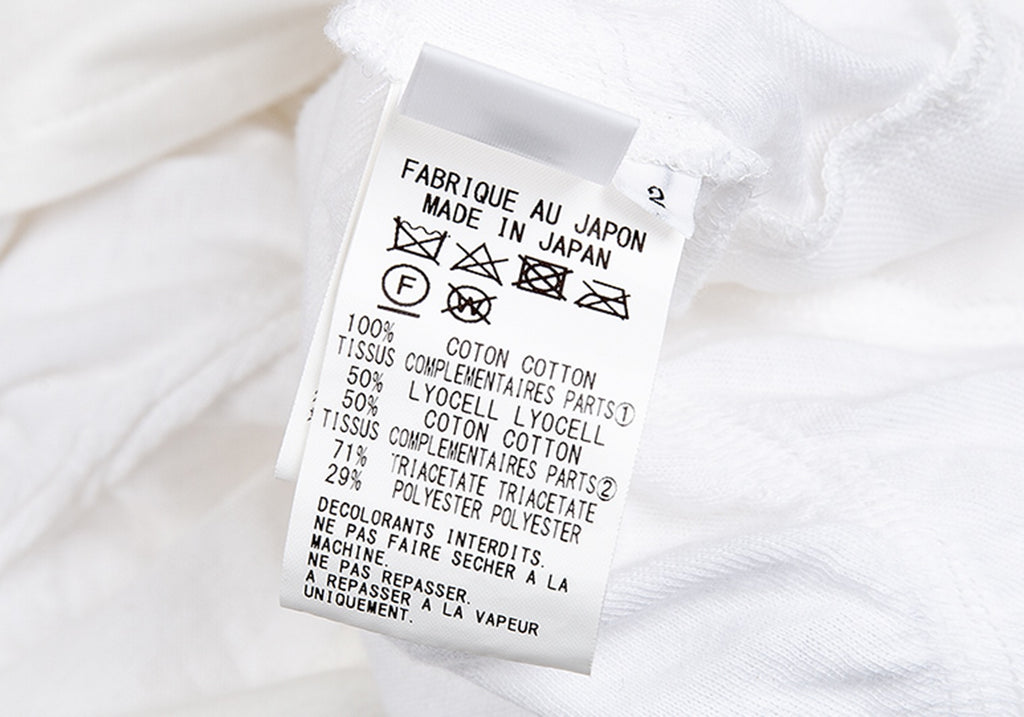 2
FABRIQUE AU JAPON
MADE IN JAPAN
F W
100% COTON COTTON
TISSUS COMPLEMENTAIRES PARTS①
50% LYOCELL LYOCELL
50% COTON COTTON
TISSUS COMPLEMENTAIRES PARTS②
71% TRIACETATE TRIACETATE
29% POLYESTER POLYESTER
DECOLORANTS INTERDITS.
NE PAS FAIRE SECHER A LA
MACHINE.
NE PAS REPASSER.
A REPASSER A LA VAPEUR
UNIQUEMENT.